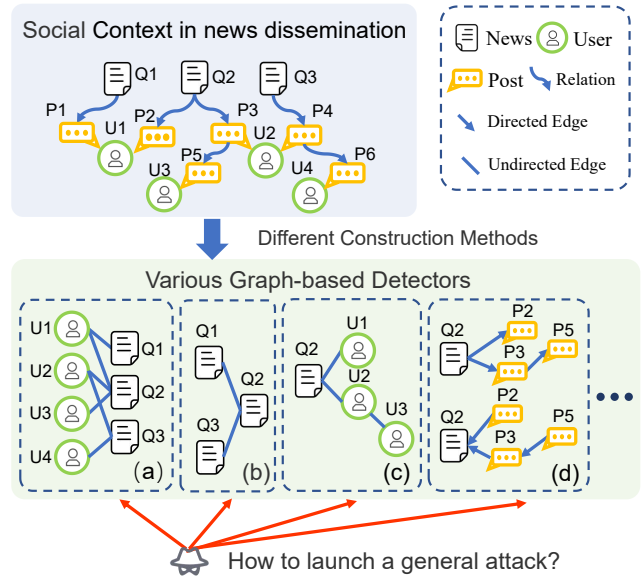 Social Context in news dissemination
Q1 Q2 Q3
P1 P2 P3 P4
U1 U2
P5 P6
U3 U4
News User
Post Relation
Directed Edge
Undirected Edge
Different Construction Methods
Various Graph-based Detectors
U1 Q1
U2 Q2
U3 Q3
U4 (a)
Q1
Q2
Q3
(b)
U1
Q2 U2
U3
(c)
P2
Q2 P5
P3
P2
Q2 P5
P3
(d)
How to launch a general attack?